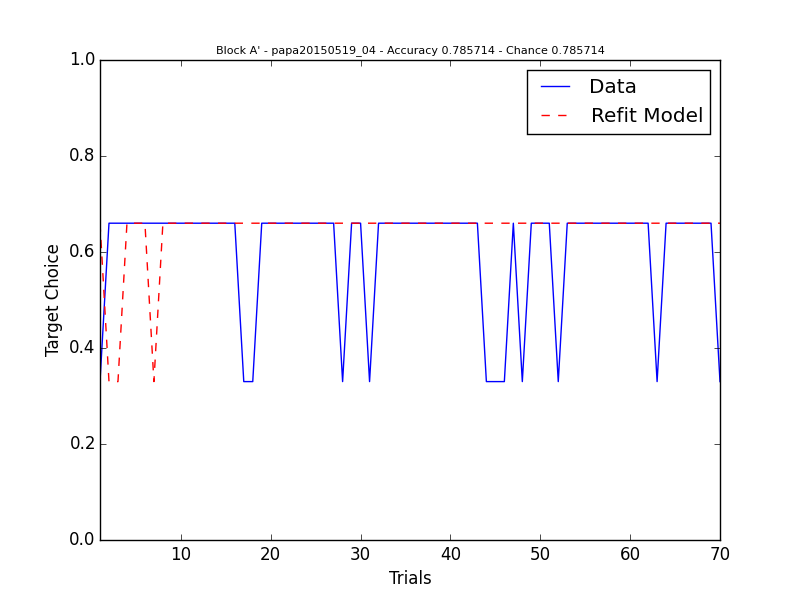 Block A' - papa20150519_04 - Accuracy 0.785714 - Chance 0.785714
1.0
0.8
0.6
0.4
0.2
0.0
Target Choice
Data
Refit Model
10 20 30 40 50 60 70
Trials